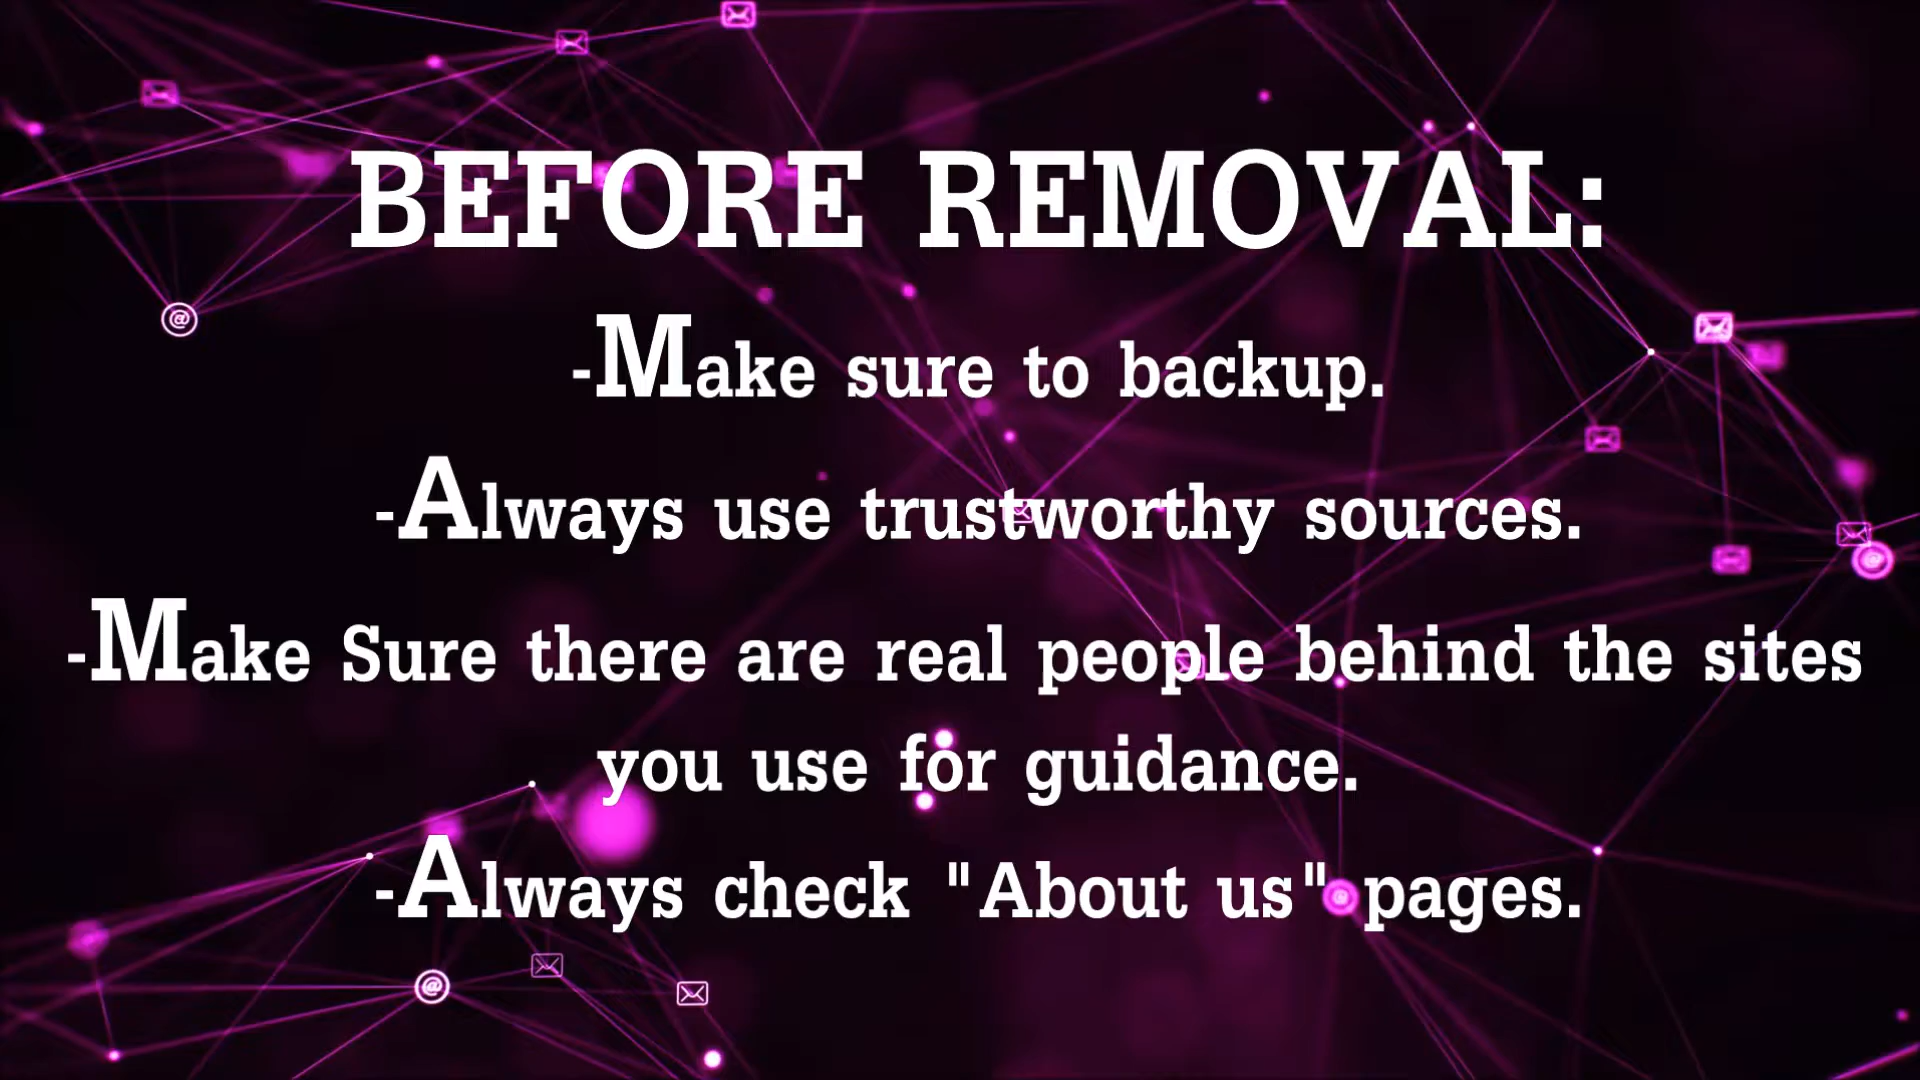 BEFORE REMOVAL:
-Make sure to backup.
-Always use trustworthy sources.
-Make Sure there are real people behind the sites
you use for guidance.
-Always check "About us" pages.